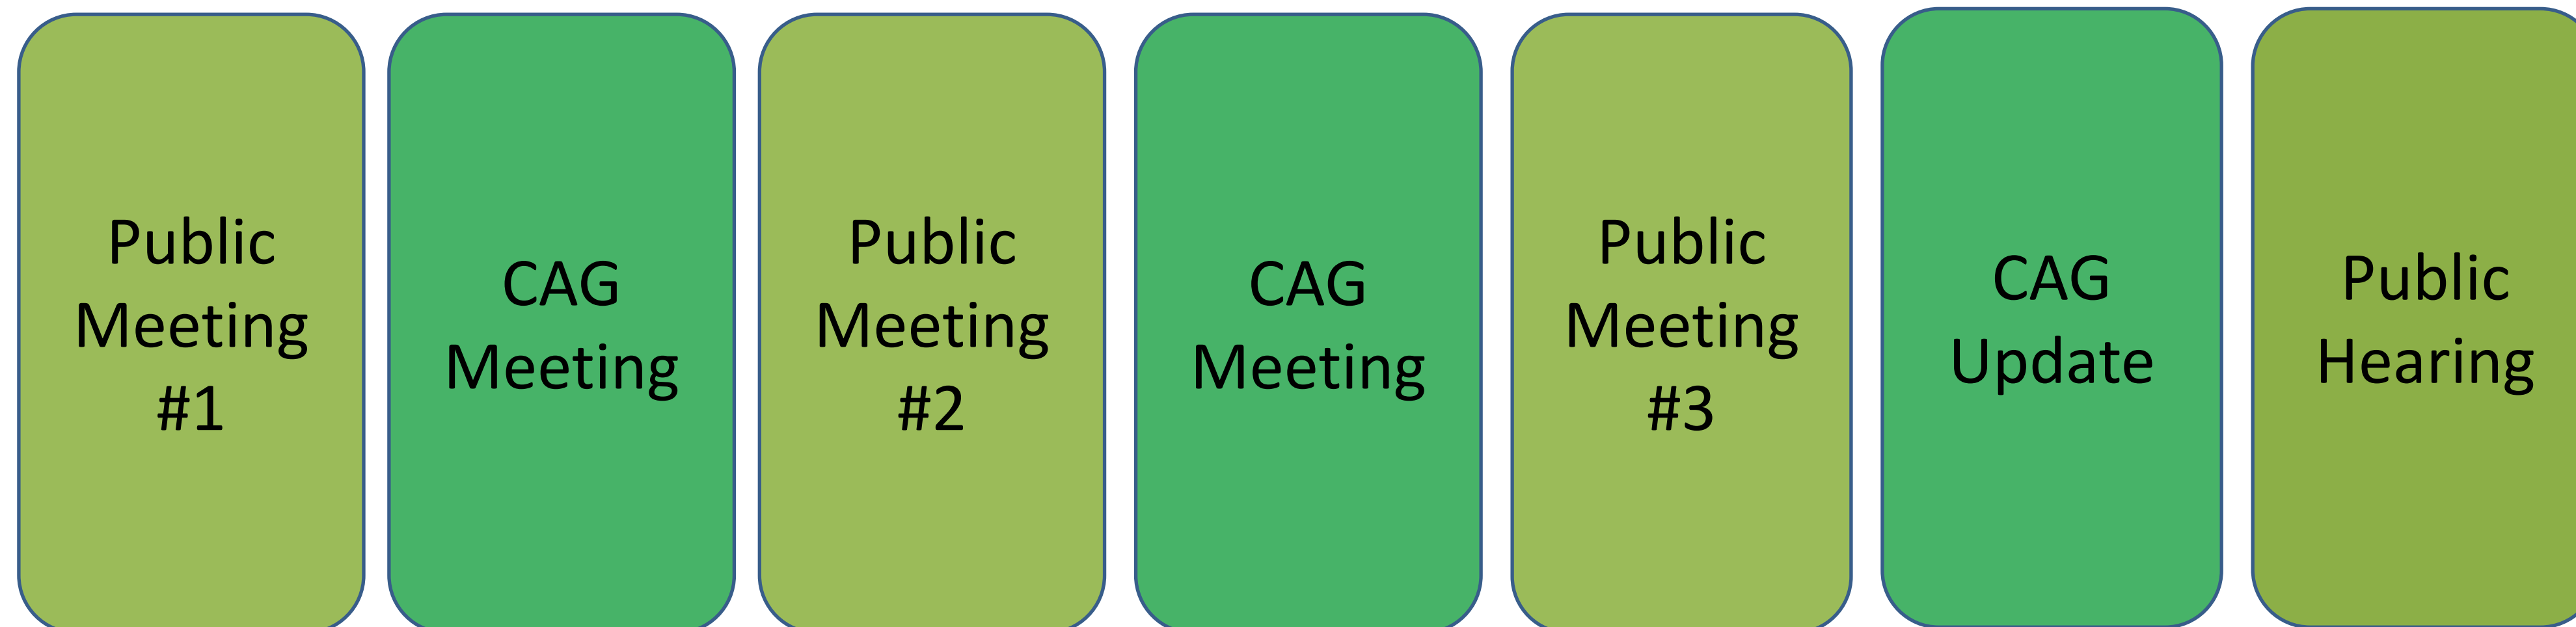 Public
Meeting
#1
CAG
Meeting
Public
Meeting
#2
CAG
Meeting
Public
Meeting
#3
CAG
Update
Public
Hearing